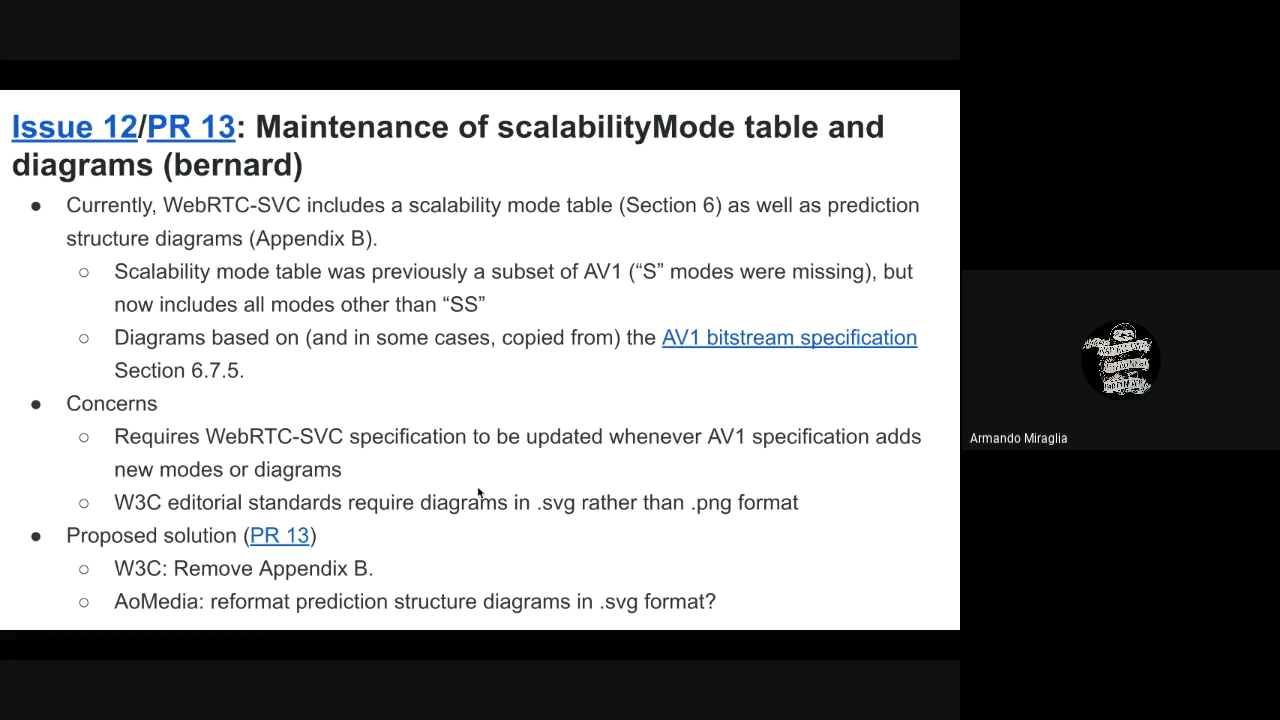 Issue 12/PR 13: Maintenance of scalabilityMode table and
diagrams (bernard)
● Currently, WebRTC-SVC includes a scalability mode table (Section 6) as well as prediction
structure diagrams (Appendix B).
○ Scalability mode table was previously a subset of AV1 (“S” modes were missing), but
now includes all modes other than “SS”
○ Diagrams based on (and in some cases, copied from) the AV1 bitstream specification
Section 6.7.5.
● Concerns
○ Requires WebRTC-SVC specification to be updated whenever AV1 specification adds
new modes or diagrams
○ W3C editorial standards require diagrams in .svg rather than .png format
● Proposed solution (PR 13)
○ W3C: Remove Appendix B.
○ AoMedia: reformat prediction structure diagrams in .svg format?
Armando Miraglia